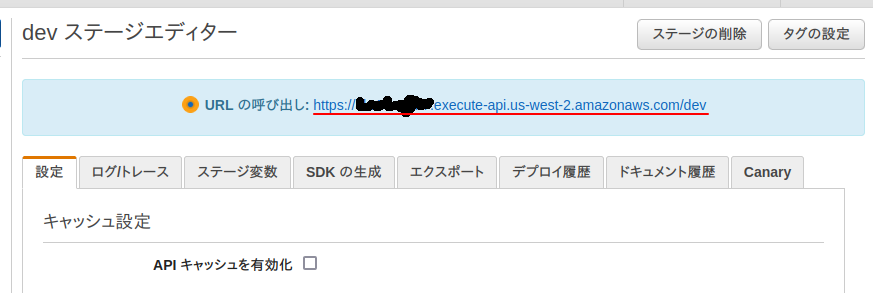 dev ステージエディター
ステージの削除
タグの設定
URL の呼び出し: https:// .execute-api.us-west-2.amazonaws.com/dev
設定
ログ/トレース
ステージ変数
SDK の生成
エクスポート
デプロイ履歴
ドキュメント履歴
Canary
キャッシュ設定
API キャッシュを有効化